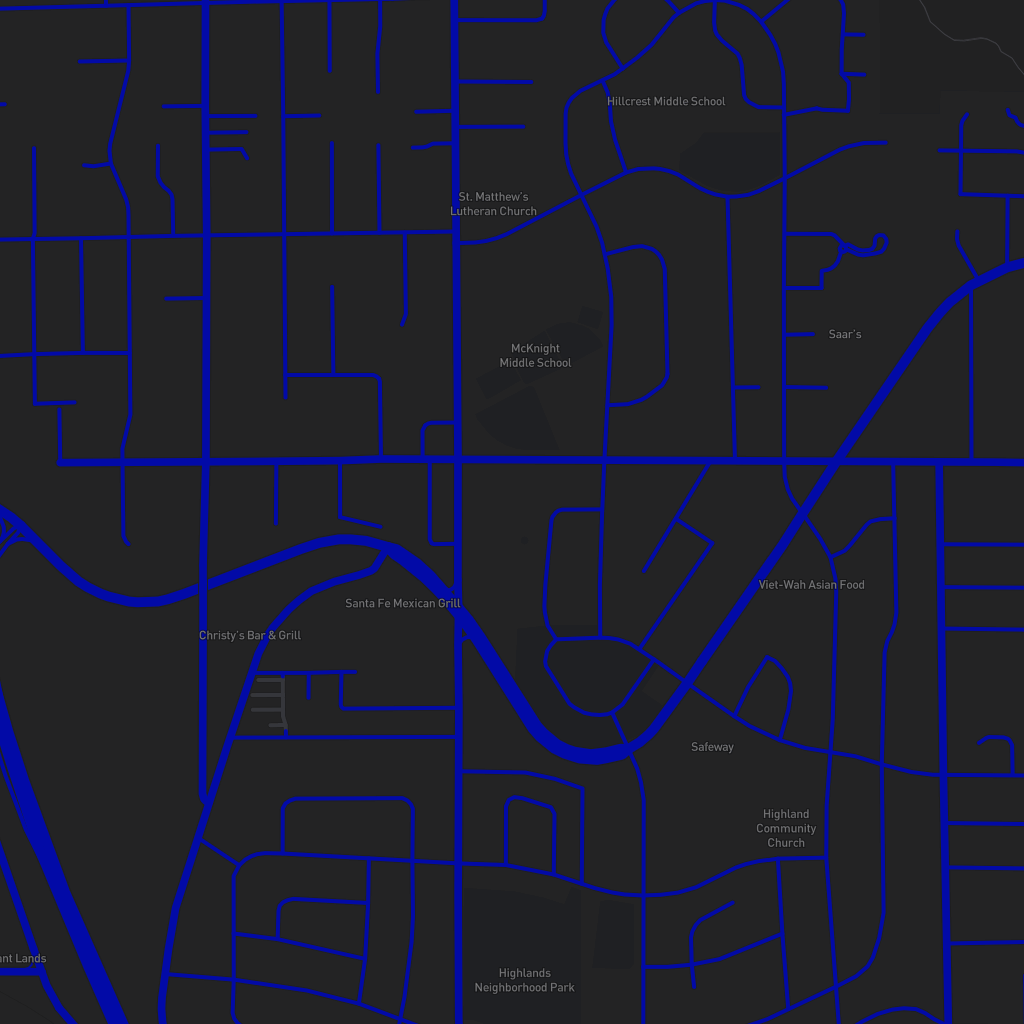 Hillcrest Middle School
St. Matthew's
Lutheran Church
Saar's
McKnight
Middle School
Viet-Wah Asian Food
Santa Fe Mexican Grill
Christy's Bar & Grill
Safeway
Highland
Community
Church
nt Lands
Highlands
Neighborhood Park